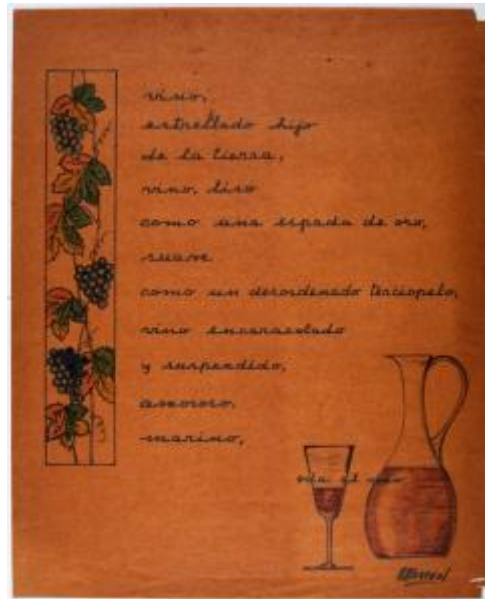 vino,
estrellado hijo
de la tierra,
vino, liso
como una espada de oro,
suave
como un desordenado terciopelo,
vino encaracolado
y suspendido,
amoroso,
marino,
oda al vino